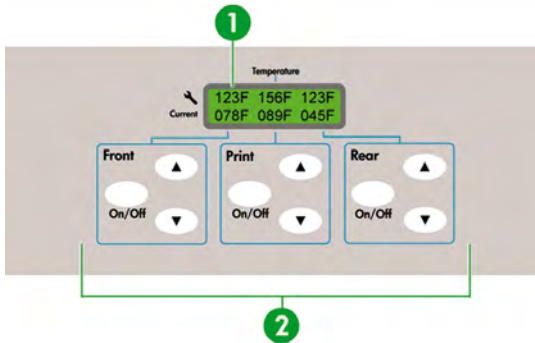 1
Temperature
123F 156F 123F
Current 078F 089F 045F
Front Print Rear
▲ ▲ ▲
On/Off On/Off On/Off
▼ ▼ ▼
2